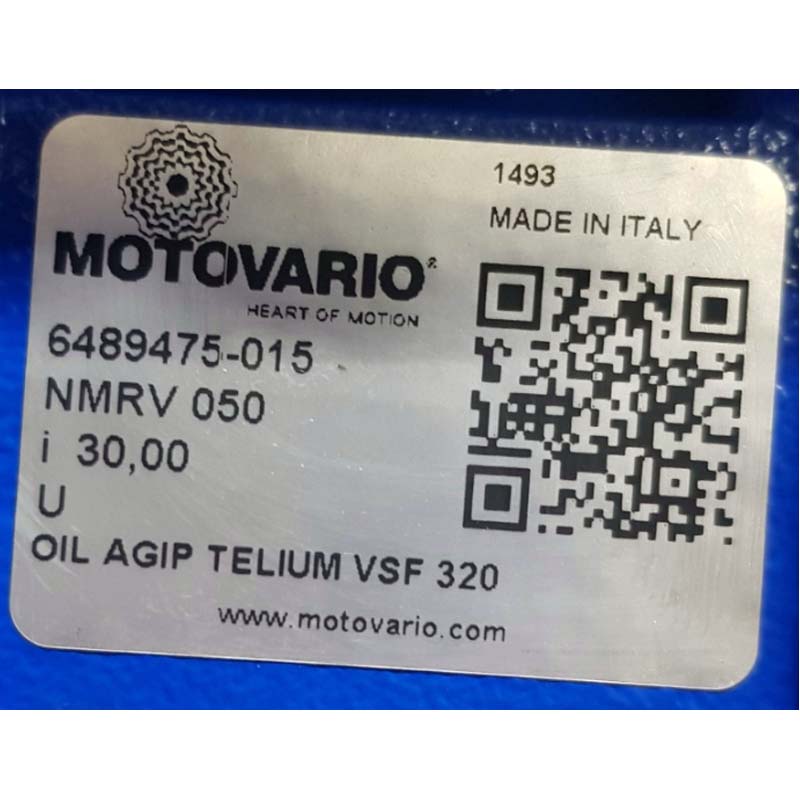 1493
MADE IN ITALY
MOTOVARIO®
HEART OF MOTION
6489475-015
NMRV 050
i 30,00
U
OIL AGIP TELIUM VSF 320
www.motovario.com